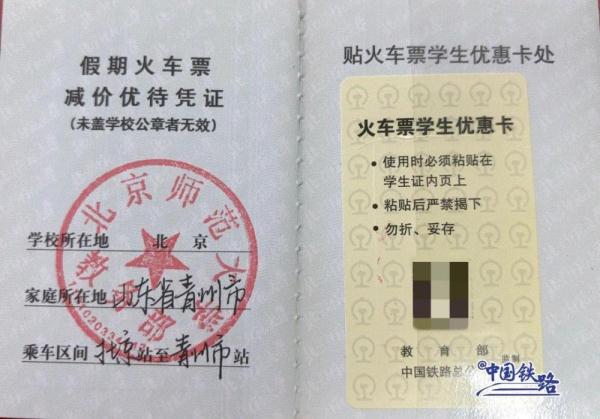 假期火车票
减价优待凭证
(未盖学校公章者无效)
北京师范大学
教务部
学校所在地 北京
家庭所在地 山东省青州市
乘车区间 北京 站至 青州市 站
贴火车票学生优惠卡处
火车票学生优惠卡
• 使用时必须粘贴在
学生证内页上
• 粘贴后严禁揭下
• 勿折、妥存
教育部
中国铁路总公 监制
@中国铁路